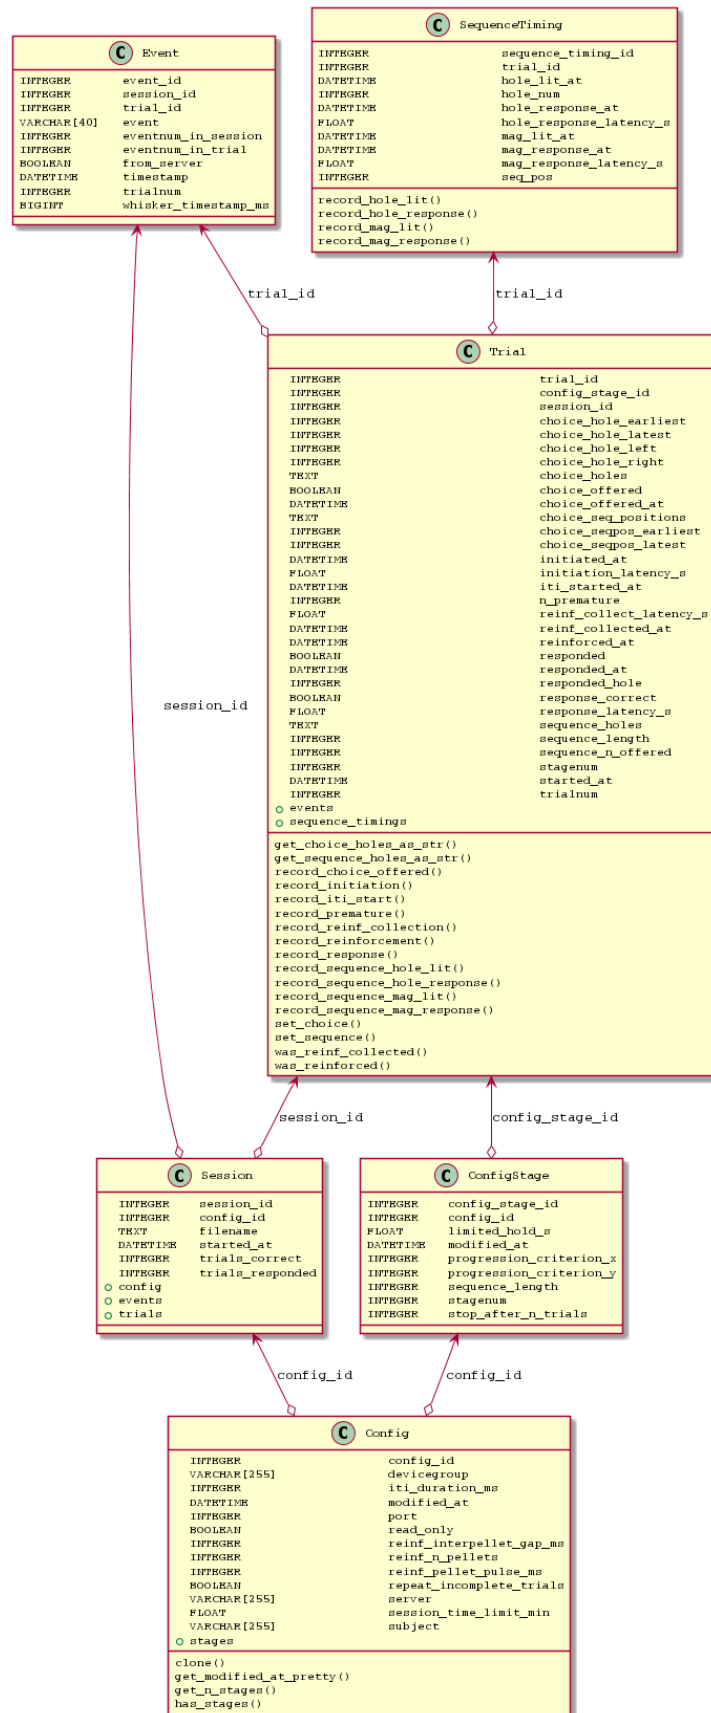 C Event
INTEGER event_id
INTEGER session_id
INTEGER trial_id
VARCHAR[40] event
INTEGER eventnum_in_session
INTEGER eventnum_in_trial
BOOLEAN from_server
DATETIME timestamp
INTEGER trialnum
BIGINT whisker_timestamp_ms
C SequenceTiming
INTEGER sequence_timing_id
INTEGER trial_id
DATETIME hole_lit_at
INTEGER hole_num
DATETIME hole_response_at
FLOAT hole_response_latency_s
DATETIME mag_lit_at
DATETIME mag_response_at
FLOAT mag_response_latency_s
INTEGER seq_pos
record_hole_lit()
record_hole_response()
record_mag_lit()
record_mag_response()
trial_id
trial_id
C Trial
INTEGER trial_id
INTEGER config_stage_id
INTEGER session_id
INTEGER choice_hole_earliest
INTEGER choice_hole_latest
INTEGER choice_hole_left
INTEGER choice_hole_right
TEXT choice_holes
BOOLEAN choice_offered
DATETIME choice_offered_at
TEXT choice_seq_positions
INTEGER choice_seqpos_earliest
INTEGER choice_seqpos_latest
DATETIME initiated_at
FLOAT initiation_latency_s
DATETIME iti_started_at
INTEGER n_premature
FLOAT reinf_collect_latency_s
DATETIME reinf_collected_at
DATETIME reinforced_at
BOOLEAN responded
DATETIME responded_at
INTEGER responded_hole
BOOLEAN response_correct
FLOAT response_latency_s
TEXT sequence_holes
INTEGER sequence_length
INTEGER sequence_n_offered
INTEGER stagenum
DATETIME started_at
INTEGER trialnum
events
sequence_timings
get_choice_holes_as_str()
get_sequence_holes_as_str()
record_choice_offered()
record_initiation()
record_iti_start()
record_premature()
record_reinf_collection()
record_reinforcement()
record_response()
record_sequence_hole_lit()
record_sequence_hole_response()
record_sequence_mag_lit()
record_sequence_mag_response()
set_choice()
set_sequence()
was_reinf_collected()
was_reinforced()
session_id
session_id
config_stage_id
C Session
INTEGER session_id
INTEGER config_id
TEXT filename
DATETIME started_at
INTEGER trials_correct
INTEGER trials_responded
config
events
trials
C ConfigStage
INTEGER config_stage_id
INTEGER config_id
FLOAT limited_hold_s
DATETIME modified_at
INTEGER progression_criterion_x
INTEGER progression_criterion_y
INTEGER sequence_length
INTEGER stagenum
INTEGER stop_after_n_trials
config_id
config_id
C Config
INTEGER config_id
VARCHAR[255] devicegroup
INTEGER iti_duration_ms
DATETIME modified_at
INTEGER port
BOOLEAN read_only
INTEGER reinf_interpellet_gap_ms
INTEGER reinf_n_pellets
INTEGER reinf_pellet_pulse_ms
BOOLEAN repeat_incomplete_trials
VARCHAR[255] server
FLOAT session_time_limit_min
VARCHAR[255] subject
stages
clone()
get_modified_at_pretty()
get_n_stages()
has_stages()